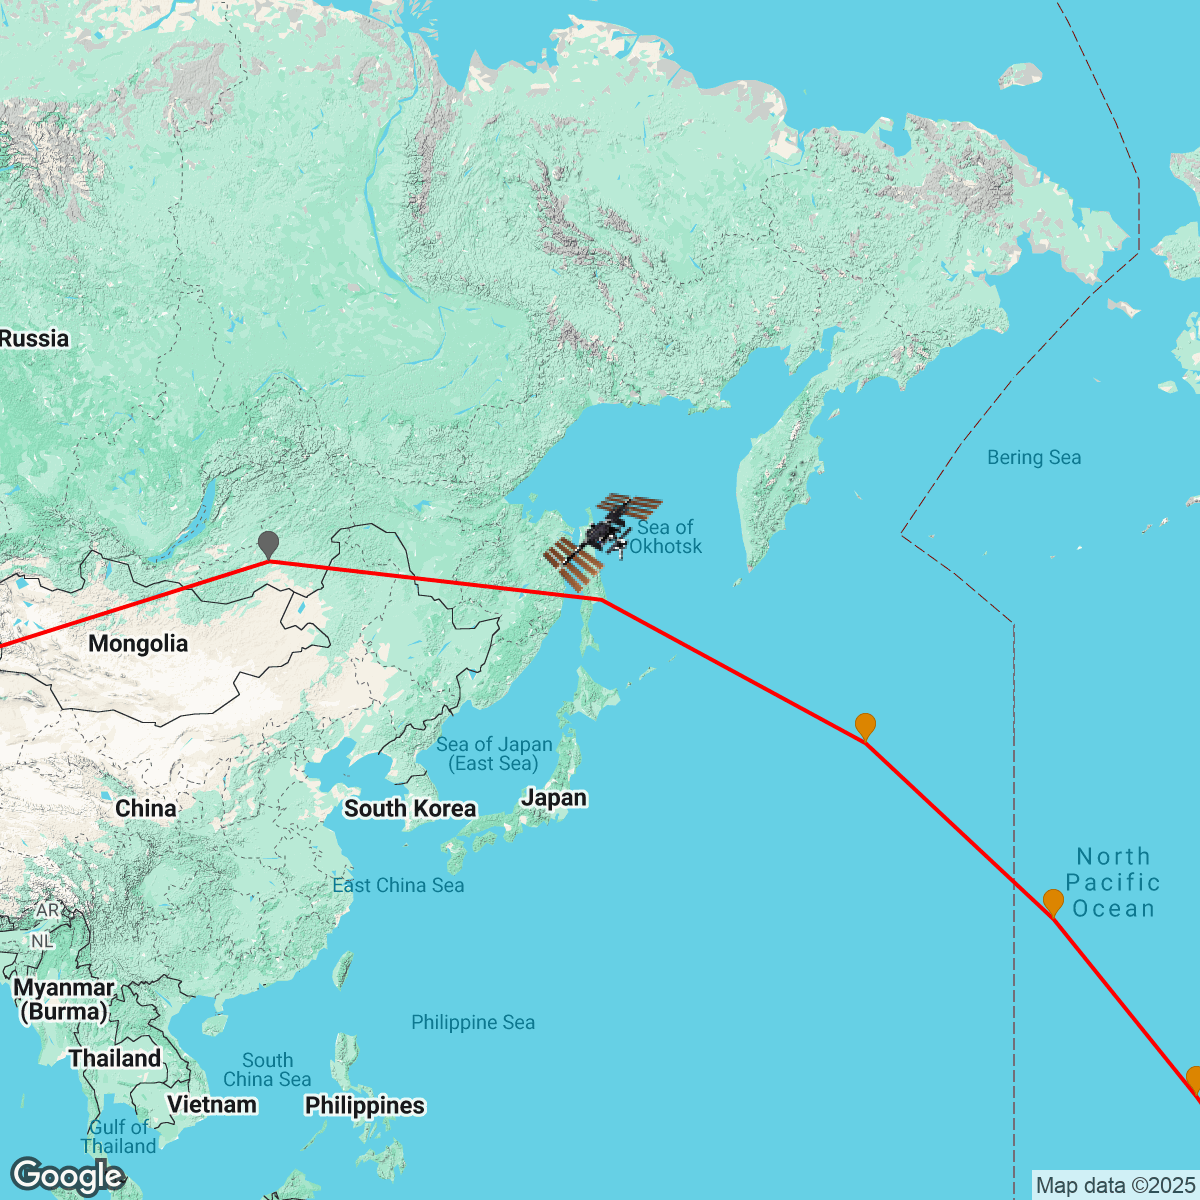 Russia
Bering Sea
Sea of
Okhotsk
Mongolia
Sea of Japan
(East Sea)
China
South Korea
Japan
North
Pacific
Ocean
East China Sea
AR
NL
Myanmar
(Burma)
Philippine Sea
Thailand
South
China Sea
Vietnam
Philippines
Gulf of
Thailand
Google
Map data ©2025